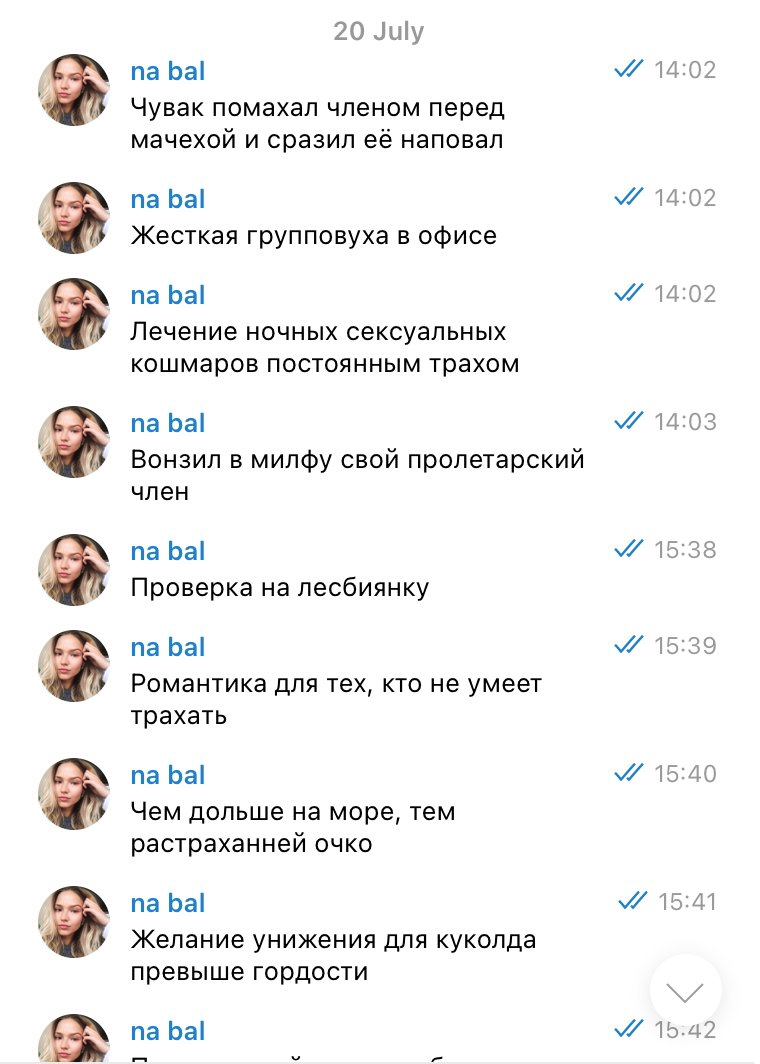 20 July
na bal 14:02
Чувак помахал членом перед
мачехой и сразил её наповал
na bal 14:02
Жесткая групповуха в офисе
na bal 14:02
Лечение ночных сексуальных
кошмаров постоянным трахом
na bal 14:03
Вонзил в милфу свой пролетарский
член
na bal 15:38
Проверка на лесбиянку
na bal 15:39
Романтика для тех, кто не умеет
трахать
na bal 15:40
Чем дольше на море, тем
растраханней очко
na bal 15:41
Желание унижения для куколда
превыше гордости
na bal 15:42